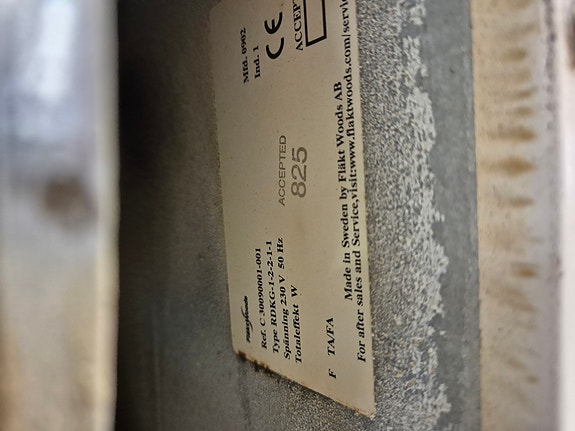 FläktWoods
Ref. C 30090001-001
Type RDKG-1-2-2-1-1
Spänning 230 V 50 Hz
Totaleffekt W
F TA/FA
Mfd. 0902
Ind. 1
CE
ACCEPTED
825
ACCEP
Made in Sweden by Fläkt Woods AB
For after sales and Service,visit:www.flaktwoods.com/servi